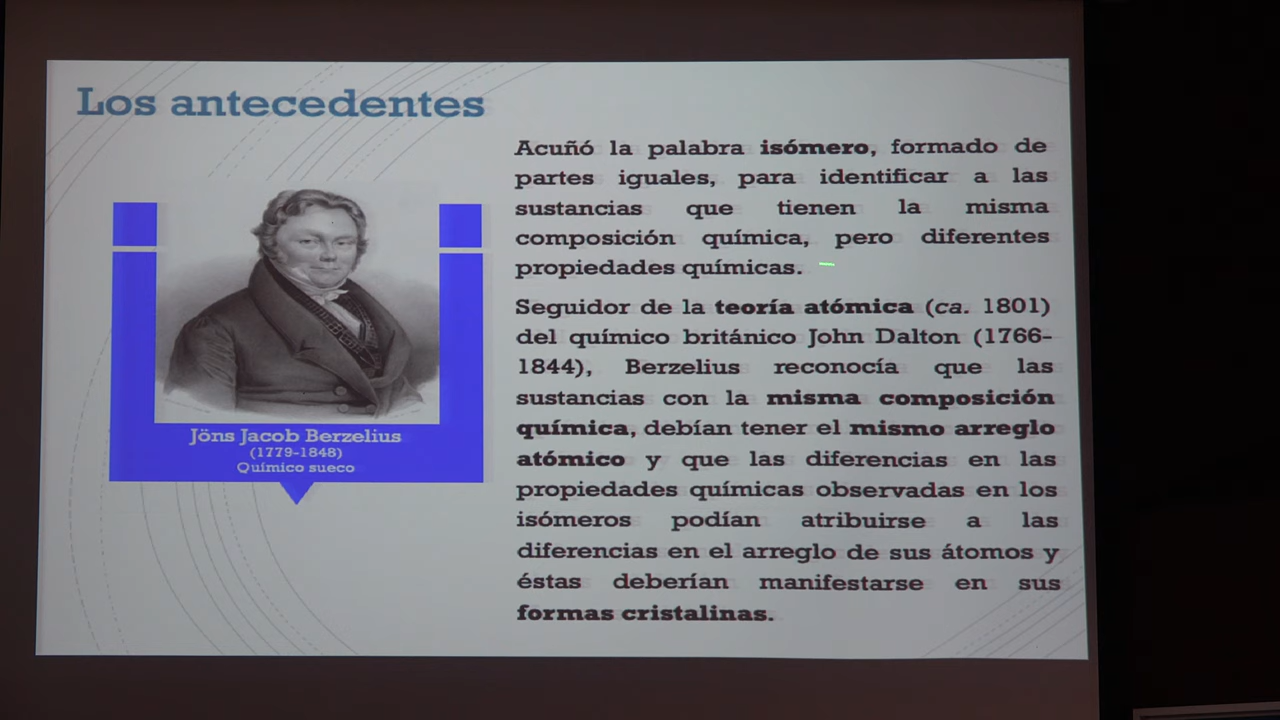 Los antecedentes
Acuñó la palabra isómero, formado de
partes iguales, para identificar a las
sustancias que tienen la misma
composición química, pero diferentes
propiedades químicas.
Seguidor de la teoría atómica (ca. 1801)
del químico británico John Dalton (1766-
1844), Berzelius reconocía que las
sustancias con la misma composición
química, debían tener el mismo arreglo
atómico y que las diferencias en las
propiedades químicas observadas en los
isómeros podían atribuirse a las
diferencias en el arreglo de sus átomos y
éstas deberían manifestarse en sus
formas cristalinas.
Jöns Jacob Berzelius
(1779-1848)
Químico sueco